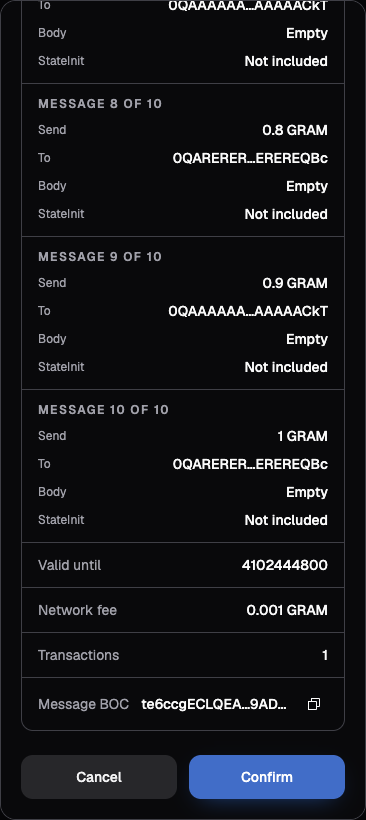 To 0QAAAAAA...AAAAACkT
Body Empty
StateInit Not included
MESSAGE 8 OF 10
Send 0.8 GRAM
To 0QARERER...EREREQBc
Body Empty
StateInit Not included
MESSAGE 9 OF 10
Send 0.9 GRAM
To 0QAAAAAA...AAAAACkT
Body Empty
StateInit Not included
MESSAGE 10 OF 10
Send 1 GRAM
To 0QARERER...EREREQBc
Body Empty
StateInit Not included
Valid until 4102444800
Network fee 0.001 GRAM
Transactions 1
Message BOC te6ccgECLQEA...9AD...
Cancel Confirm